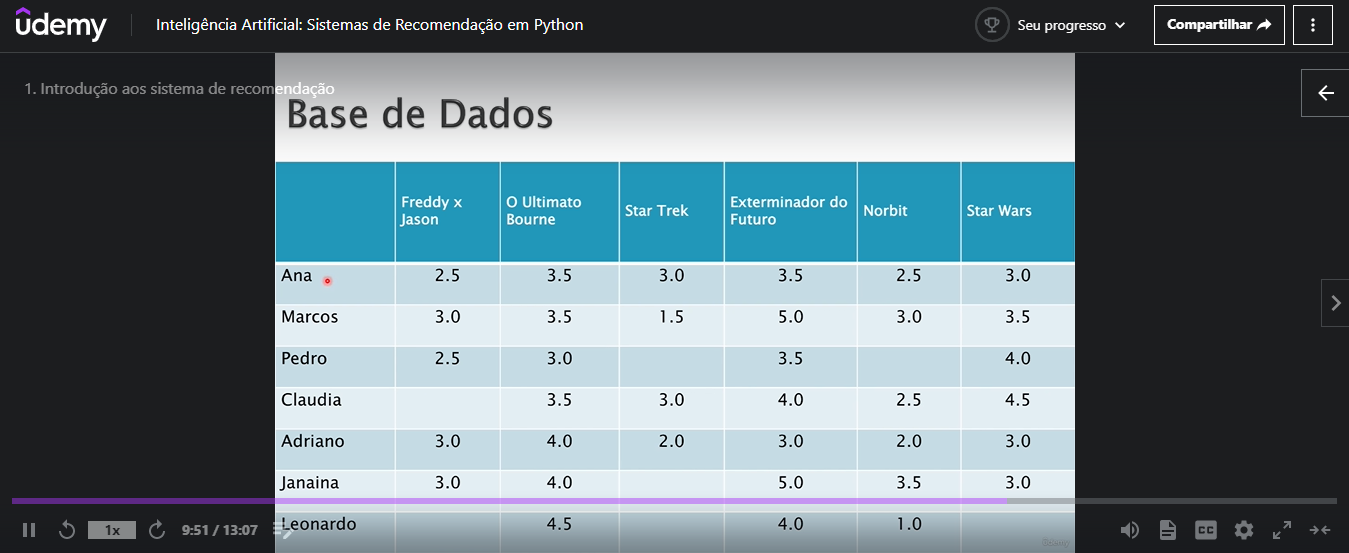 ûdemy
Inteligência Artificial: Sistemas de Recomendação em Python
Seu progresso
Compartilhar
1. Introdução aos sistema de recomendação
Base de Dados
Freddy x Jason O Ultimato Bourne Star Trek Exterminador do Futuro Norbit Star Wars
Ana 2.5 3.5 3.0 3.5 2.5 3.0
Marcos 3.0 3.5 1.5 5.0 3.0 3.5
Pedro 2.5 3.0 3.5 4.0
Claudia 3.5 3.0 4.0 2.5 4.5
Adriano 3.0 4.0 2.0 3.0 2.0 3.0
Janaina 3.0 4.0 5.0 3.5 3.0
Leonardo 4.5 4.0 1.0
1x
9:51 / 13:07
CC
Udemy